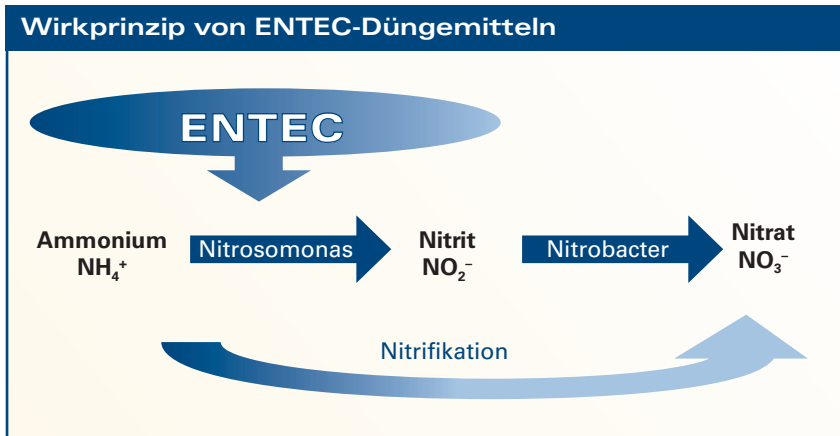 Wirkprinzip von ENTEC-Düngemitteln
ENTEC
Ammonium
NH₄⁺
Nitrosomonas
Nitrit
NO₂⁻
Nitrobacter
Nitrat
NO₃⁻
Nitrifikation